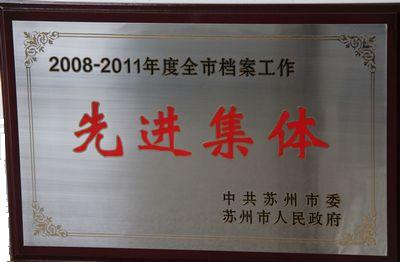 2008-2011年度全市档案工作
先进集体
中共苏州市委
苏州市人民政府